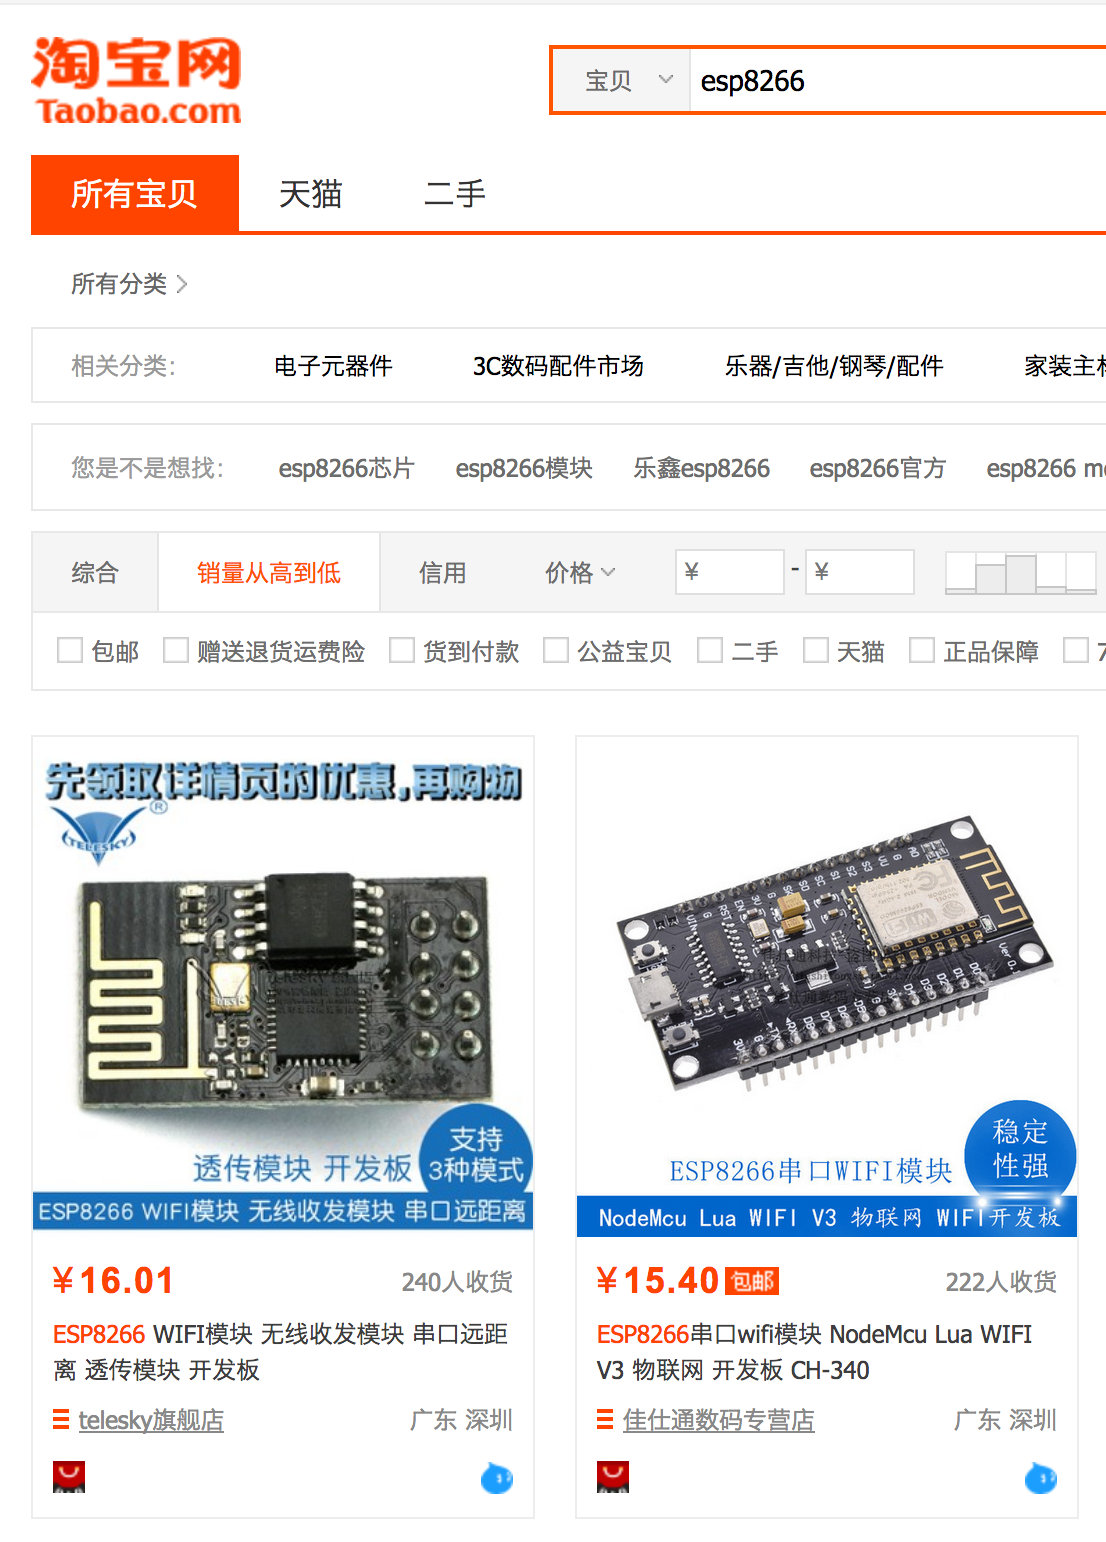 淘宝网
Taobao.com
宝贝 esp8266
所有宝贝 天猫 二手
所有分类
相关分类: 电子元器件 3C数码配件市场 乐器/吉他/钢琴/配件 家装主材
您是不是想找: esp8266芯片 esp8266模块 乐鑫esp8266 esp8266官方 esp8266
综合 销量从高到低 信用 价格 ¥ - ¥
包邮 赠送退货运费险 货到付款 公益宝贝 二手 天猫 正品保障 7
先领取详情页的优惠,再购物
TELESKY®
支持
3种模式
透传模块 开发板
ESP8266 WIFI模块 无线收发模块 串口远距离
稳定
性强
ESP8266串口WIFI模块
NodeMcu Lua WIFI V3 物联网 WIFI开发板
¥16.01 240人收货
ESP8266 WIFI模块 无线收发模块 串口远距
离 透传模块 开发板
telesky旗舰店 广东 深圳
¥15.40 包邮 222人收货
ESP8266串口wifi模块 NodeMcu Lua WIFI
V3 物联网 开发板 CH-340
佳仕通数码专营店 广东 深圳